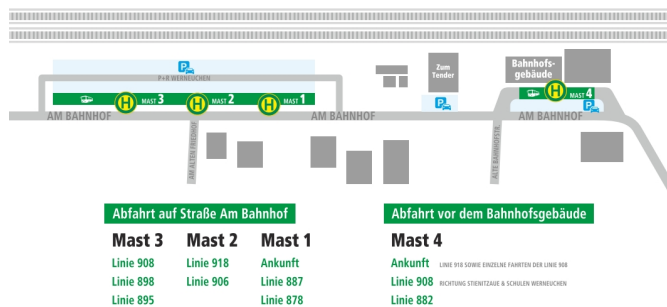 P
P+R WERNEUCHEN
H MAST 3
H MAST 2
H MAST 1
AM BAHNHOF
AM BAHNHOF
AM ALTEN FRIEDHOF
Zum
Tender
P
Bahnhofs-
gebäude
H MAST 4
P
AM BAHNHOF
ALTE BAHNHOFSTR.
Abfahrt auf Straße Am Bahnhof
Mast 3 Mast 2 Mast 1
Linie 908 Linie 918 Ankunft
Linie 898 Linie 906 Linie 887
Linie 895 Linie 878
Abfahrt vor dem Bahnhofsgebäude
Mast 4
Ankunft LINIE 918 SOWIE EINZELNE FAHRTEN DER LINIE 908
Linie 908 RICHTUNG STIENITZAUE & SCHULEN WERNEUCHEN
Linie 882